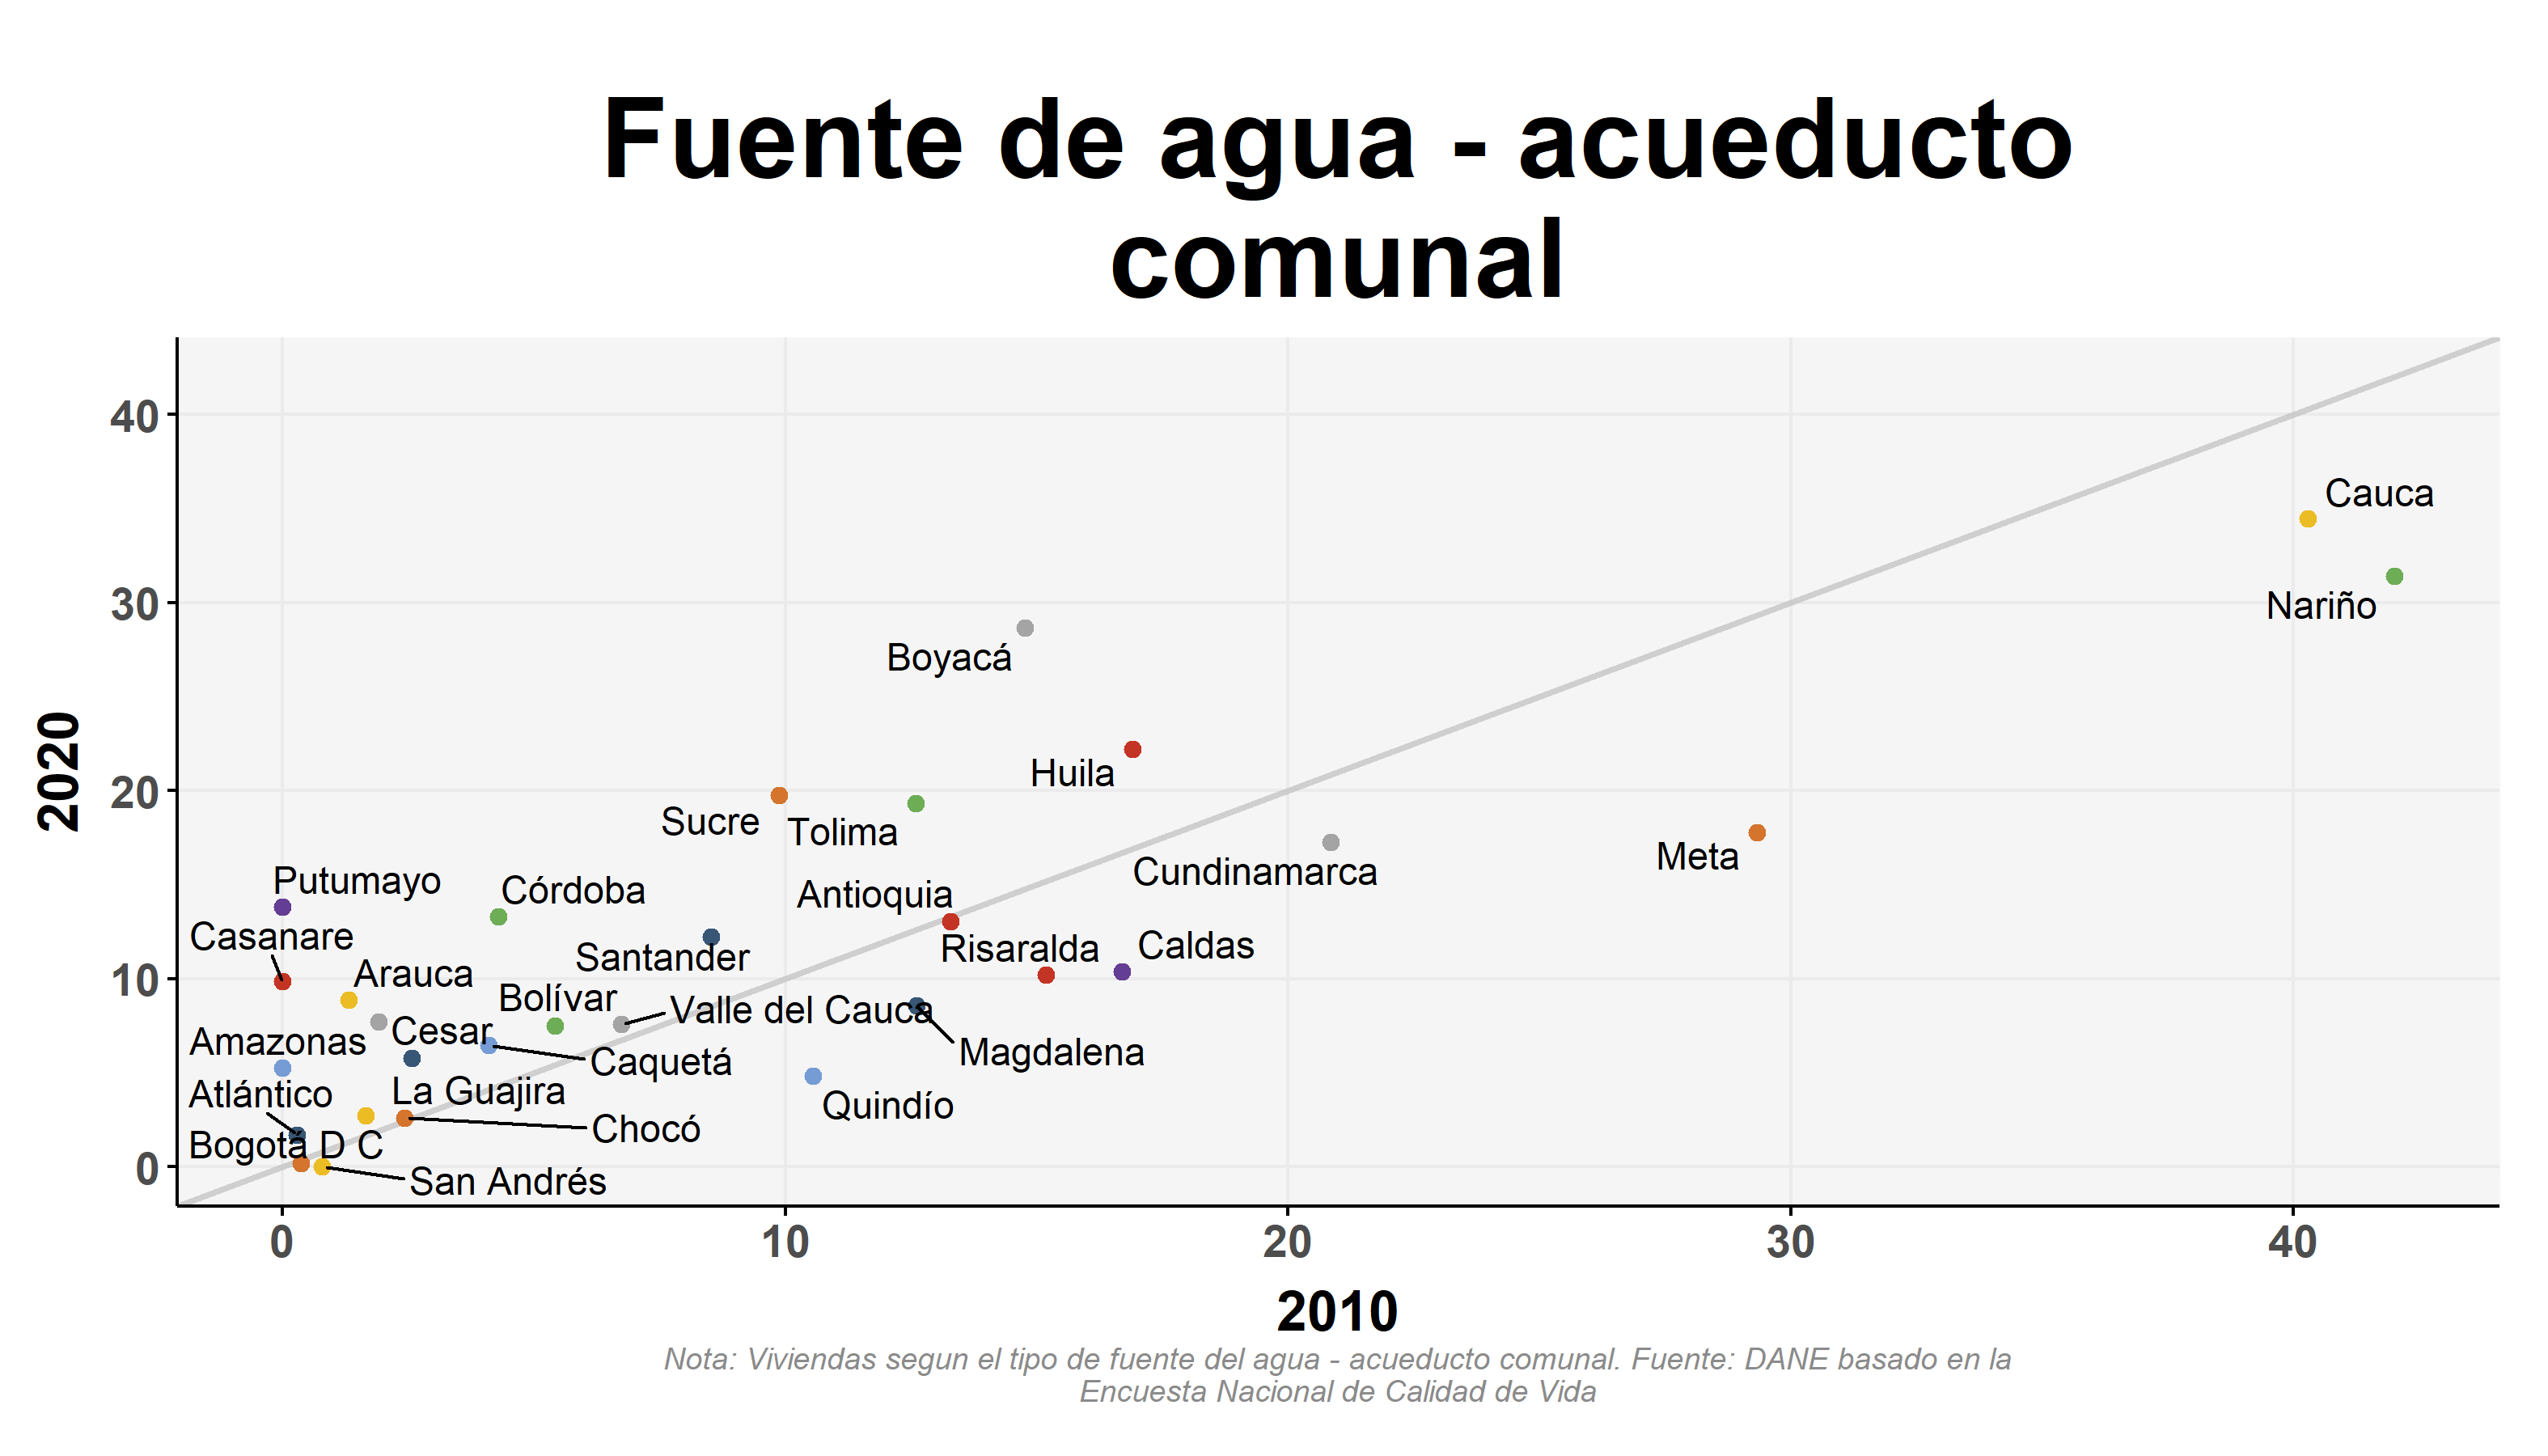 Fuente de agua - acueducto
comunal
40
30
20
10
0
2020
Cauca
Nariño
Boyacá
Huila
Sucre
Tolima
Meta
Cundinamarca
Putumayo
Córdoba
Antioquia
Casanare
Risaralda
Caldas
Santander
Arauca
Bolívar
Valle del Cauca
Cesar
Amazonas
Magdalena
Caquetá
La Guajira
Atlántico
Quindío
Chocó
Bogotá D C
San Andrés
0 10 20 30 40
2010
Nota: Viviendas segun el tipo de fuente del agua - acueducto comunal. Fuente: DANE basado en la
Encuesta Nacional de Calidad de Vida